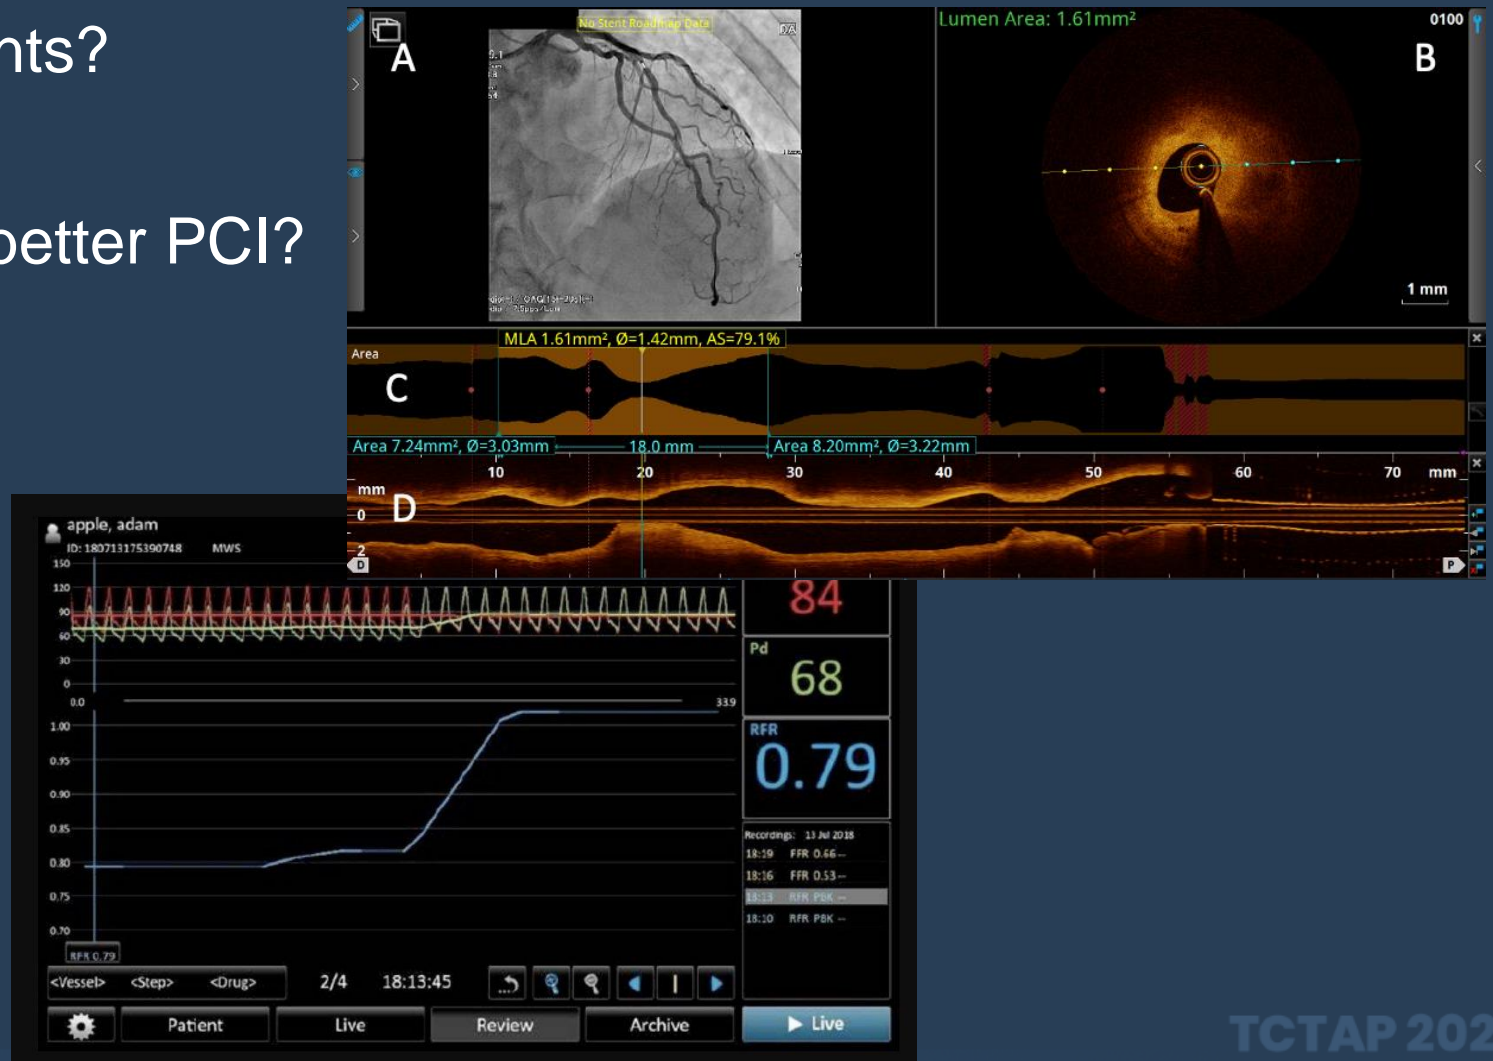 nts?
better PCI?
A
No Stent Roadmap Data
Lumen Area: 1.61mm²
0100
B
1 mm
MLA 1.61mm², Ø=1.42mm, AS=79.1%
Area
C
Area 7.24mm², Ø=3.03mm
18.0 mm
Area 8.20mm², Ø=3.22mm
10
20
30
40
50
60
70
mm
mm
D
0
2
D
P
apple, adam
ID: 180713175390748 MWS
150
120
90
60
30
0
84
Pd
68
0.0
33.9
1.00
0.95
0.90
0.85
0.80
0.75
0.70
RFR
0.79
Recordings: 13 Jul 2018
18:19 FFR 0.66--
18:16 FFR 0.53--
18:13 RFR PBK --
18:10 RFR PBK --
RFR 0.79
<Vessel> <Step> <Drug>
2/4 18:13:45
Patient
Live
Review
Archive
Live
TCTAP 202